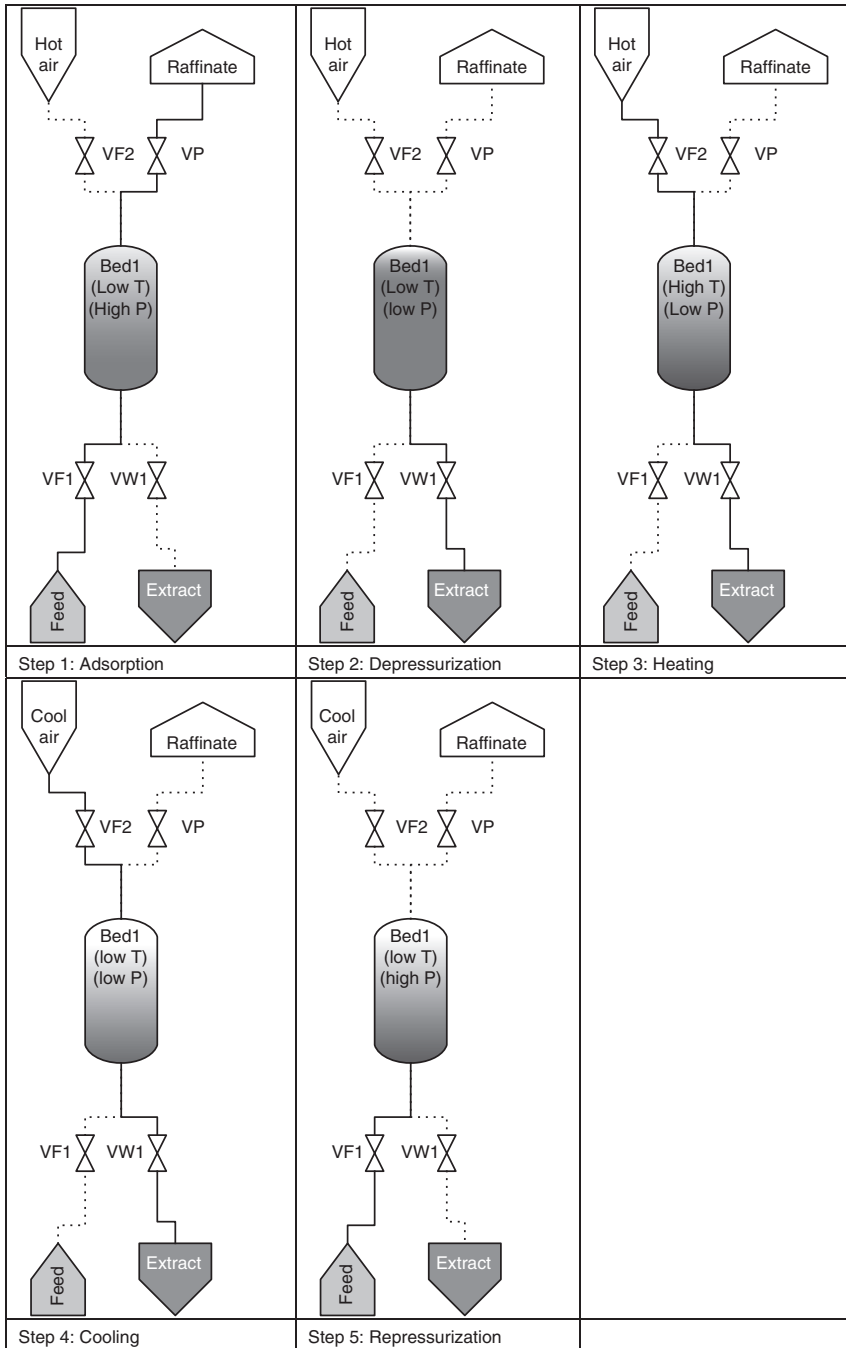 Hot
air
Raffinate
VF2
VP
Bed1
(Low T)
(High P)
VF1
VW1
Feed
Extract
Step 1: Adsorption
Hot
air
Raffinate
VF2
VP
Bed1
(Low T)
(low P)
VF1
VW1
Feed
Extract
Step 2: Depressurization
Hot
air
Raffinate
VF2
VP
Bed1
(High T)
(Low P)
VF1
VW1
Feed
Extract
Step 3: Heating
Cool
air
Raffinate
VF2
VP
Bed1
(low T)
(low P)
VF1
VW1
Feed
Extract
Step 4: Cooling
Cool
air
Raffinate
VF2
VP
Bed1
(low T)
(high P)
VF1
VW1
Feed
Extract
Step 5: Repressurization